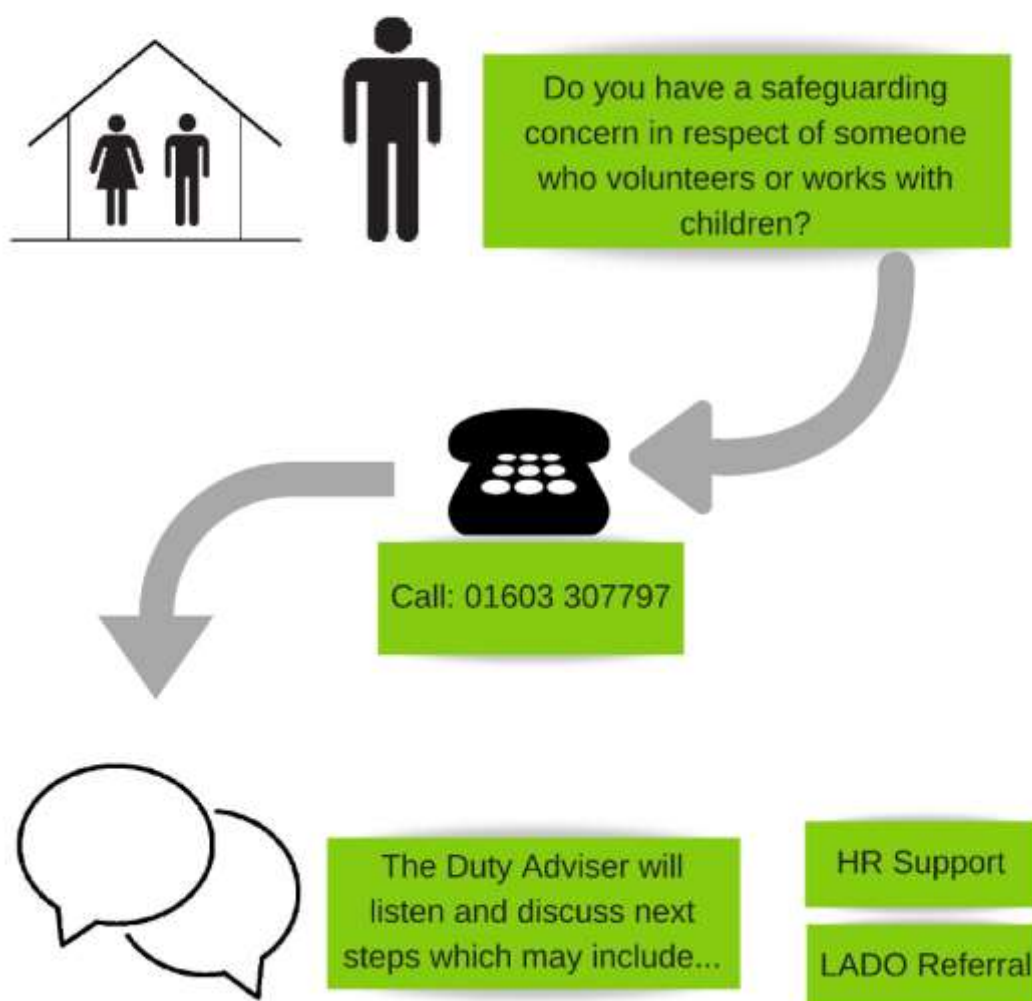 Do you have a safeguarding
concern in respect of someone
who volunteers or works with
children?
Call: 01603 307797
The Duty Adviser will
listen and discuss next
steps which may include...
HR Support
LADO Referral